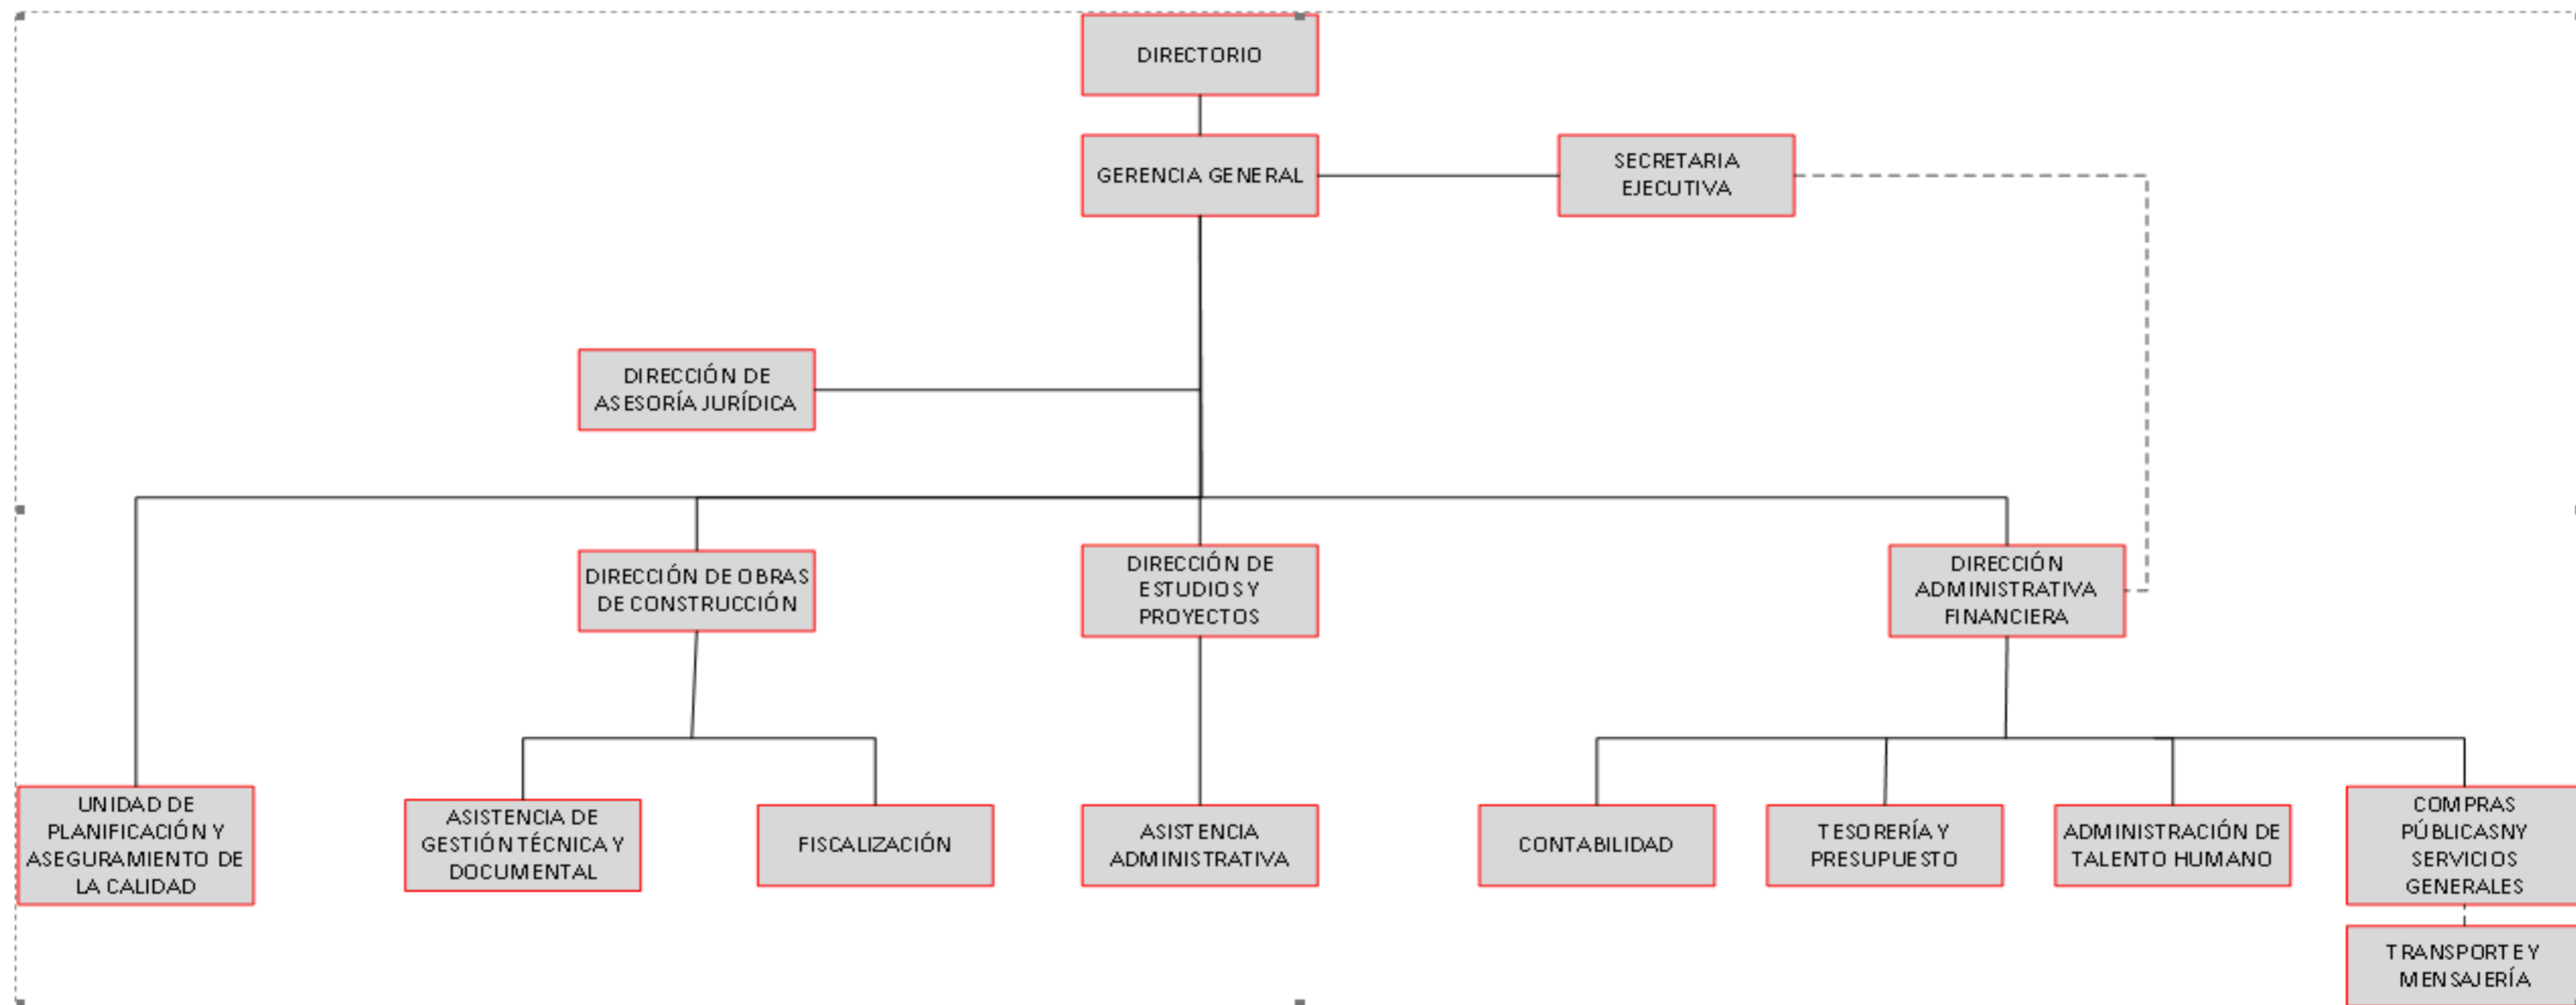 DIRECTORIO
GERENCIA GENERAL
SECRETARIA
EJECUTIVA
DIRECCIÓN DE
ASESORÍA JURÍDICA
DIRECCIÓN DE OBRAS
DE CONSTRUCCIÓN
DIRECCIÓN DE
ESTUDIOS Y
PROYECTOS
DIRECCIÓN
ADMINISTRATIVA
FINANCIERA
UNIDAD DE
PLANIFICACIÓN Y
ASEGURAMIENTO DE
LA CALIDAD
ASISTENCIA DE
GESTIÓN TÉCNICA Y
DOCUMENTAL
FISCALIZACIÓN
ASISTENCIA
ADMINISTRATIVA
CONTABILIDAD
TESORERÍA Y
PRESUPUESTO
ADMINISTRACIÓN DE
TALENTO HUMANO
COMPRAS
PÚBLICASNY
SERVICIOS
GENERALES
TRANSPORTE Y
MENSAJERÍA